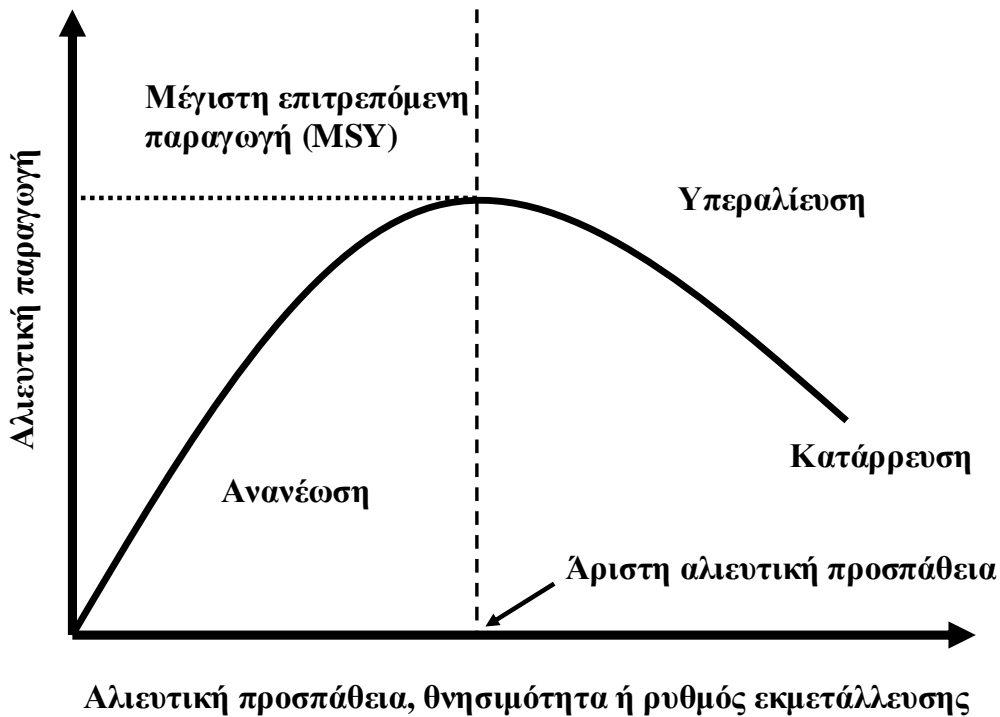 Μέγιστη επιτρεπόμενη
παραγωγή (MSY)
Αλιευτική παραγωγή
Υπεραλίευση
Κατάρρευση
Ανανέωση
Άριστη αλιευτική προσπάθεια
Αλιευτική προσπάθεια, θνησιμότητα ή ρυθμός εκμετάλλευσης